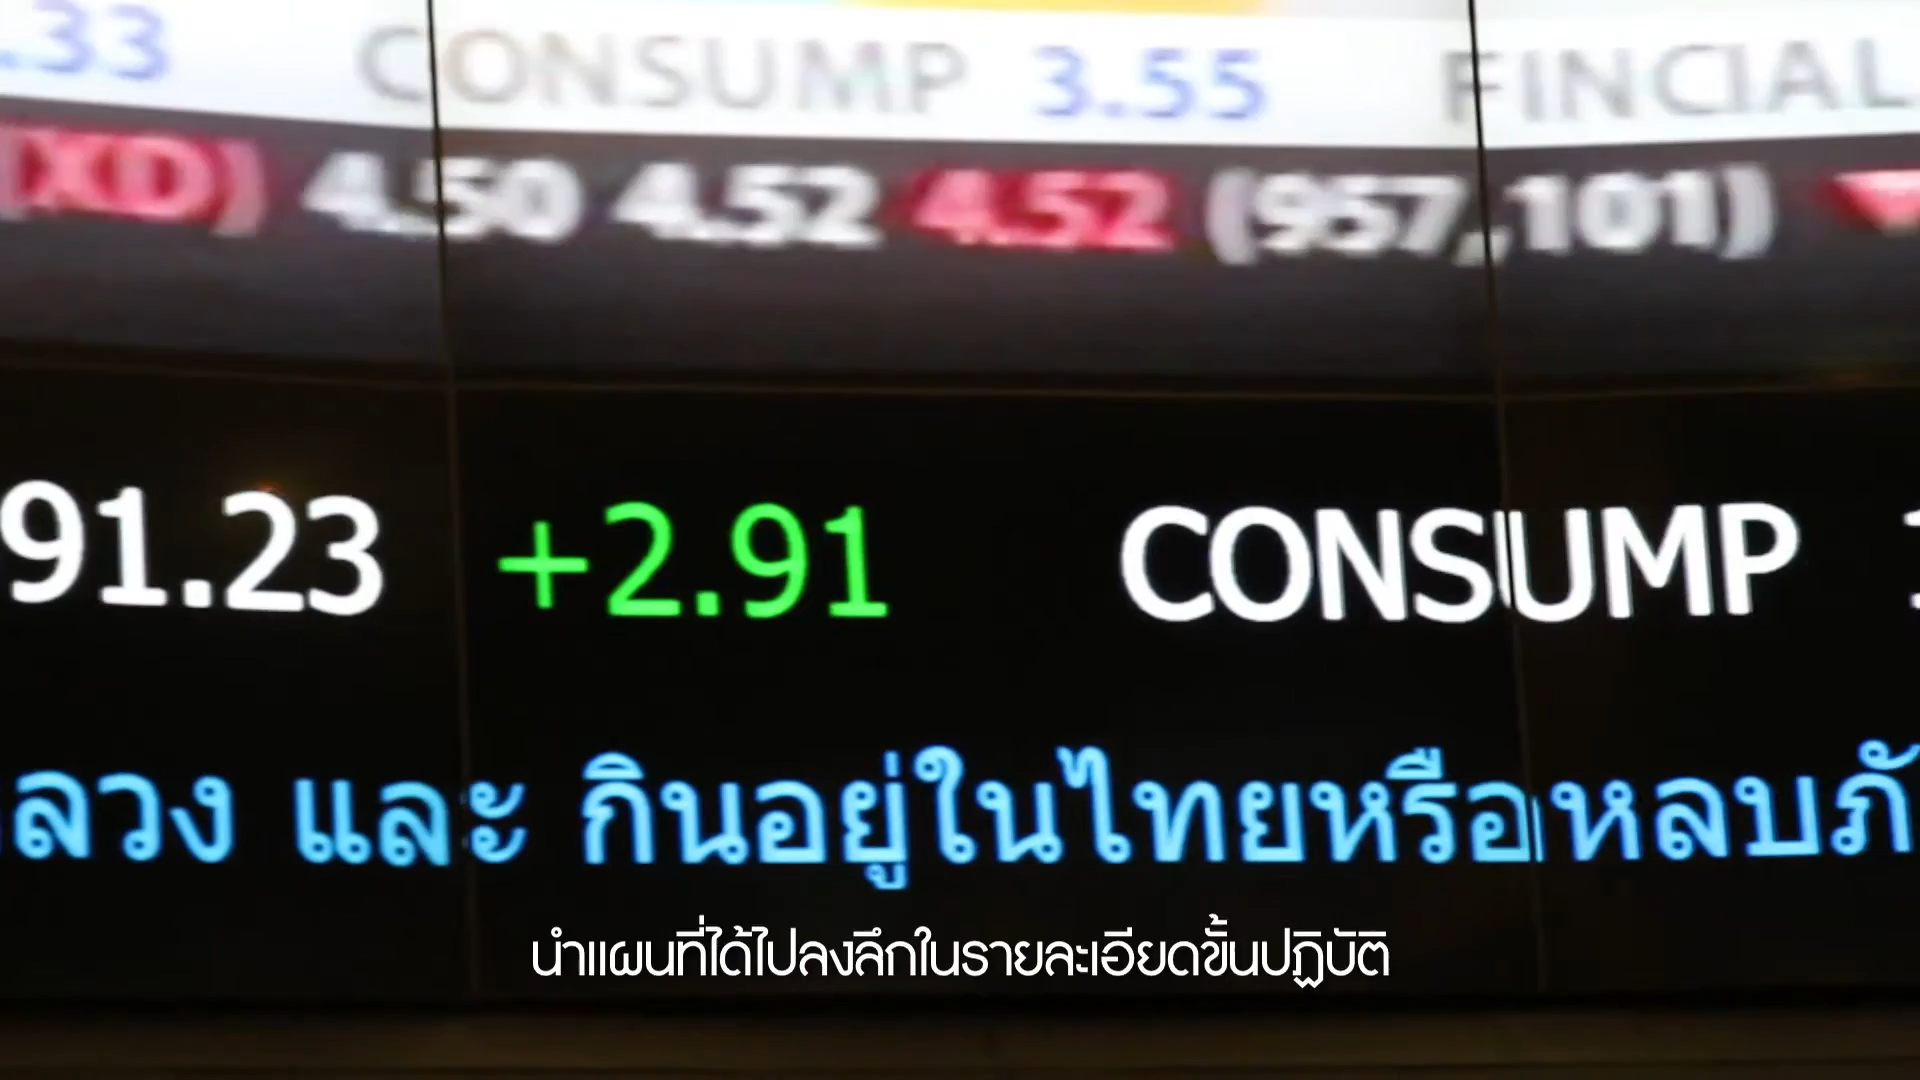 .33 CONSUMP 3.55 FINCIAL
(XD) 4.50 4.52 4.52 (957,101)
91.23 +2.91 CONSUMP
ลวง และ กินอยู่ในไทยหรือหลบภั
นำแผนที่ได้ไปลงลึกในรายละเอียดขั้นปฏิบัติ